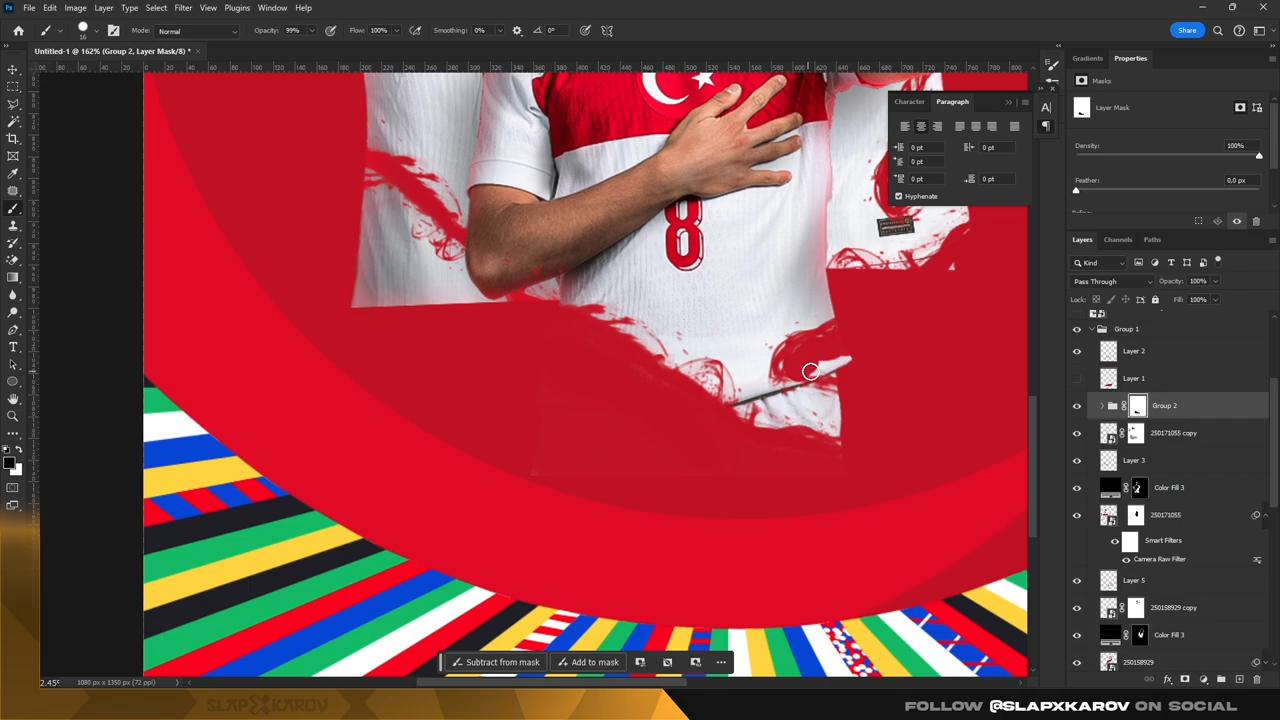 Ps File Edit Image Layer Type Select Filter View Plugins Window Help
16 Mode: Normal Opacity: 99% Flow: 100% Smoothing: 0% 0° Share
Untitled-1 @ 162% (Group 2, Layer Mask/8) * ×
Gradients Properties
Masks
Layer Mask
Density: 100%
Feather: 0,0 px
Character Paragraph
0 pt 0 pt
0 pt
0 pt 0 pt
Hyphenate
8
Layers Channels Paths
Kind
Pass Through Opacity: 100%
Lock: Fill: 100%
Group 1
Layer 2
Layer 1
Group 2
250171055 copy
Layer 3
Color Fill 3
250171055
Smart Filters
Camera Raw Filter
Layer 5
250158929 copy
Color Fill 3
250158929
Subtract from mask Add to mask
2.45° 1080 px x 1350 px (72 ppi)
SLAPXKAROV
FOLLOW @SLAPXKAROV ON SOCIAL